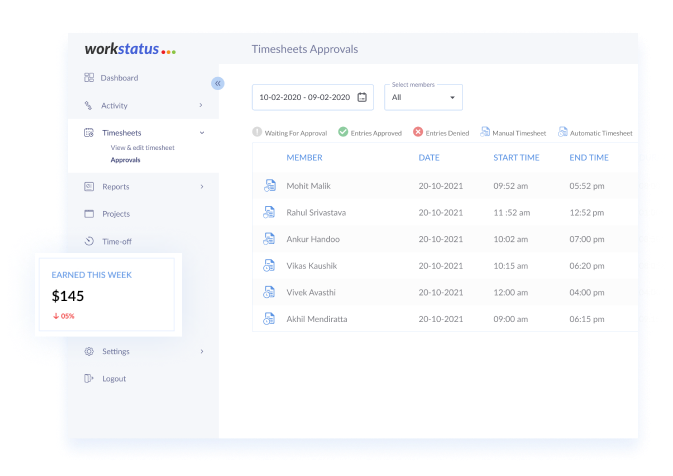 workstatus
Timesheets Approvals
Dashboard
Activity
Timesheets
View & edit timesheet
Approvals
Reports
Projects
Time-off
EARNED THIS WEEK
$145
↓ 05%
Settings
Logout
10-02-2020 - 09-02-2020
Select members
All
Waiting For Approval Entries Approved Entries Denied Manual Timesheet Automatic Timesheet
MEMBER DATE START TIME END TIME
Mohit Malik 20-10-2021 09:52 am 05:52 pm
Rahul Srivastava 20-10-2021 11 :52 am 12:52 pm
Ankur Handoo 20-10-2021 10:02 am 07:00 pm
Vikas Kaushik 20-10-2021 10:15 am 06:20 pm
Vivek Avasthi 20-10-2021 12:00 am 04:00 pm
Akhil Mendiratta 20-10-2021 09:00 am 06:15 pm